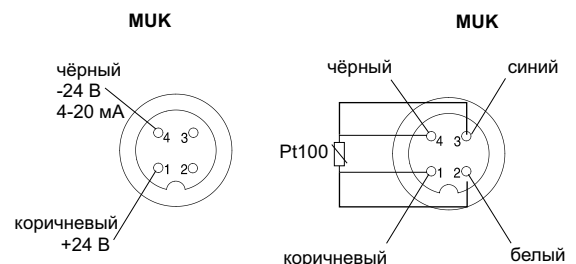 MUK
чёрный
-24 В
4-20 мА
4 3
1 2
коричневый
+24 В
MUK
чёрный
синий
Pt100
4 3
1 2
коричневый
белый